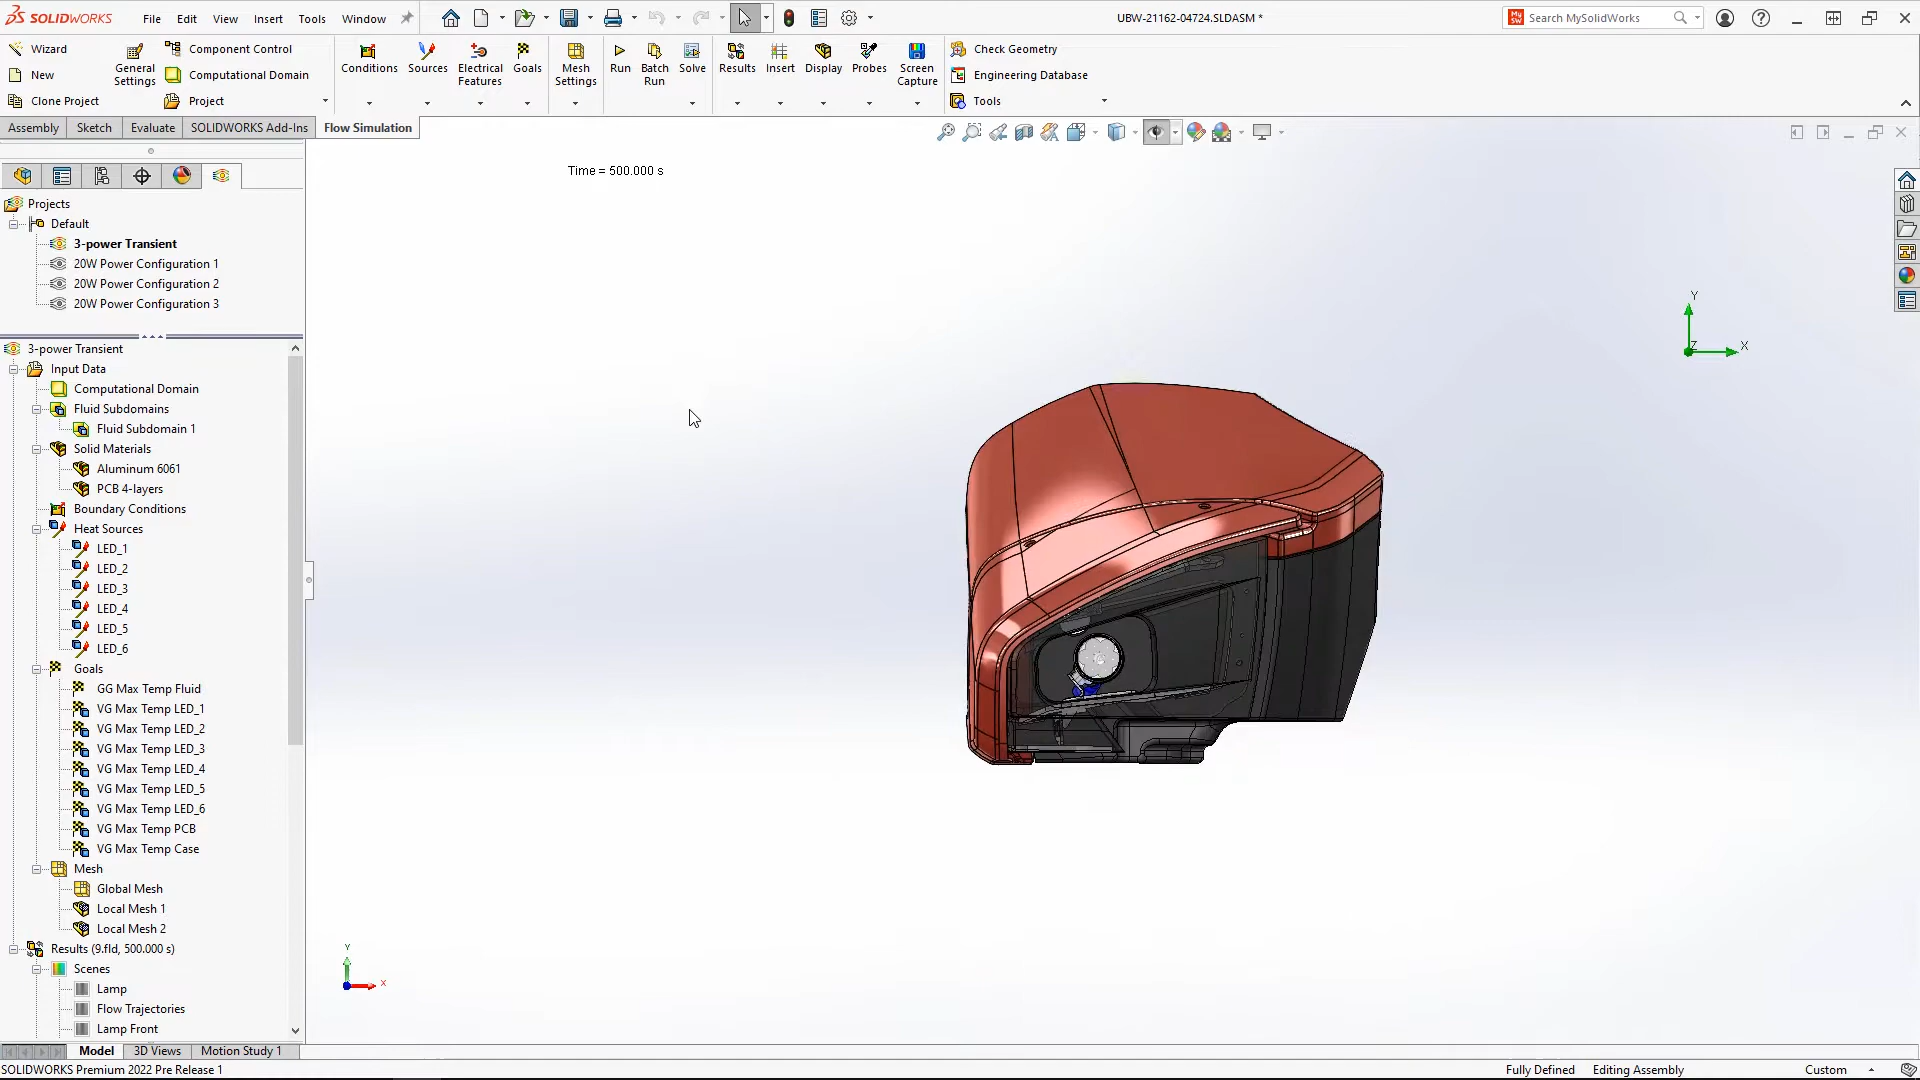 SOLIDWORKS File Edit View Insert Tools Window UBW-21162-04724.SLDASM * Search MySolidWorks
Wizard
New
Clone Project
General Settings
Component Control
Computational Domain
Project
Conditions
Sources
Electrical Features
Goals
Mesh Settings
Run
Batch Run
Solve
Results
Insert
Display
Probes
Screen Capture
Check Geometry
Engineering Database
Tools
Assembly Sketch Evaluate SOLIDWORKS Add-Ins Flow Simulation
Time = 500.000 s
Projects
Default
3-power Transient
20W Power Configuration 1
20W Power Configuration 2
20W Power Configuration 3
3-power Transient
Input Data
Computational Domain
Fluid Subdomains
Fluid Subdomain 1
Solid Materials
Aluminum 6061
PCB 4-layers
Boundary Conditions
Heat Sources
LED_1
LED_2
LED_3
LED_4
LED_5
LED_6
Goals
GG Max Temp Fluid
VG Max Temp LED_1
VG Max Temp LED_2
VG Max Temp LED_3
VG Max Temp LED_4
VG Max Temp LED_5
VG Max Temp LED_6
VG Max Temp PCB
VG Max Temp Case
Mesh
Global Mesh
Local Mesh 1
Local Mesh 2
Results (9.fld, 500.000 s)
Scenes
Lamp
Flow Trajectories
Lamp Front
Y
X
Z
Y
X
Model 3D Views Motion Study 1
SOLIDWORKS Premium 2022 Pre Release 1 Fully Defined Editing Assembly Custom